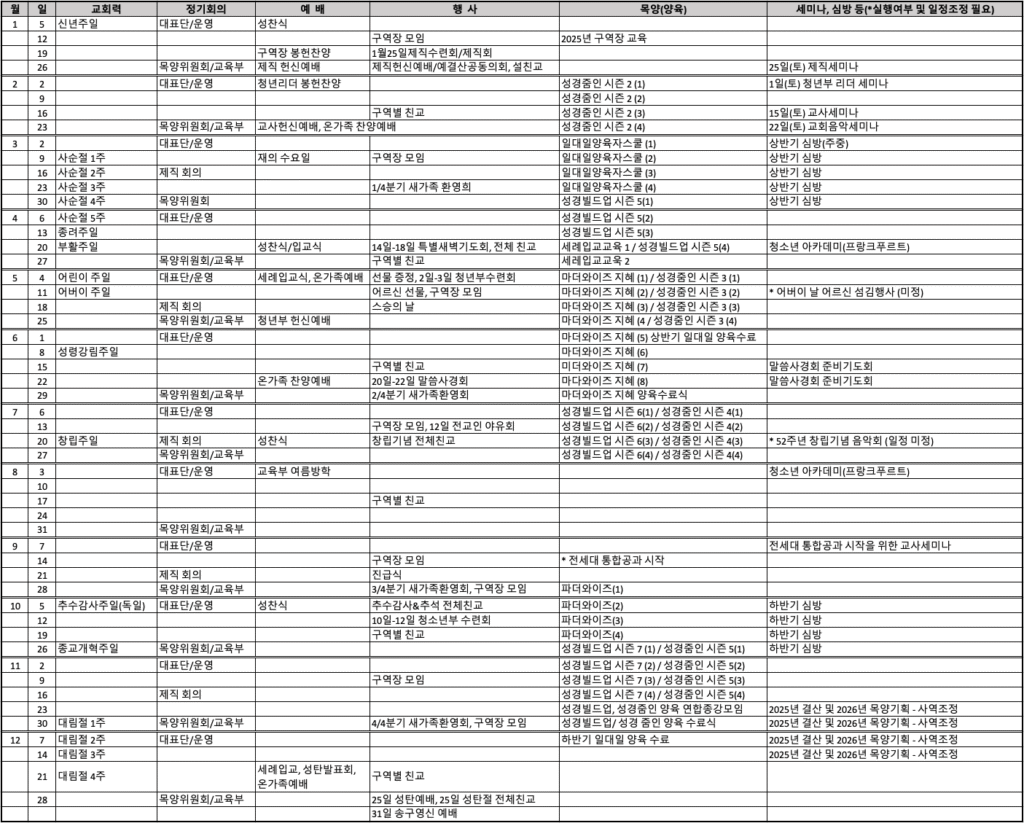 월 일 교회력 정기회의 예 배 행 사 목양(양육) 세미나, 심방 등(*실행여부 및 일정조정 필요)
1 5 신년주일 대표단/운영 성찬식
12 구역장 모임 2025년 구역장 교육
19 구역장 봉헌찬양 1월25일제직수련회/제직회
26 목양위원회/교육부 제직 헌신예배 제직헌신예배/예결산공동의회, 설친교 25일(토) 제직세미나
2 2 대표단/운영 청년리더 봉헌찬양 성경줌인 시즌 2 (1) 1일(토) 청년부 리더 세미나
9 성경줌인 시즌 2 (2)
16 구역별 친교 성경줌인 시즌 2 (3) 15일(토) 교사세미나
23 목양위원회/교육부 교사헌신예배, 온가족 찬양예배 성경줌인 시즌 2 (4) 22일(토) 교회음악세미나
3 2 대표단/운영 일대일양육자스쿨 (1) 상반기 심방(주중)
9 사순절 1주 재의 수요일 구역장 모임 일대일양육자스쿨 (2) 상반기 심방
16 사순절 2주 제직 회의 일대일양육자스쿨 (3) 상반기 심방
23 사순절 3주 1/4분기 새가족 환영회 일대일양육자스쿨 (4) 상반기 심방
30 사순절 4주 목양위원회 성경빌드업 시즌 5(1) 상반기 심방
4 6 사순절 5주 대표단/운영 성경빌드업 시즌 5(2)
13 종려주일 성경빌드업 시즌 5(3)
20 부활주일 성찬식/입교식 14일-18일 특별새벽기도회, 전체 친교 세례입교교육 1 / 성경빌드업 시즌 5(4) 청소년 아카데미(프랑크푸르트)
27 목양위원회/교육부 구역별 친교 세레입교교욱 2
5 4 어린이 주일 대표단/운영 세례입교식, 온가족예배 선물 증정, 2일-3일 청년부수련회 마더와이즈 지혜 (1) / 성경줌인 시즌 3 (1)
11 어버이 주일 어르신 선물, 구역장 모임 마더와이즈 지혜 (2) / 성경줌인 시즌 3 (2) * 어버이 날 어르신 섬김행사 (미정)
18 제직 회의 스승의 날 마더와이즈 지혜 (3) / 성경줌인 시즌 3 (3)
25 목양위원회/교육부 청년부 헌신예배 마더와이즈 지혜 (4 / 성경줌인 시즌 3 (4)
6 1 대표단/운영 마더와이즈 지혜 (5) 상반기 일대일 양육수료
8 성령강림주일 마더와이즈 지혜 (6)
15 구역별 친교 미더와이즈 지혜 (7) 말씀사경회 준비기도회
22 온가족 찬양예배 20일-22일 말씀사경회 마다와이즈 지혜 (8) 말씀사경회 준비기도회
29 목양위원회/교육부 2/4분기 새가족환영회 마더와이즈 지혜 양육수료식
7 6 대표단/운영 성경빌드업 시즌 6(1) / 성경줌인 시즌 4(1)
13 구역장 모임, 12일 전교인 야유회 성경빌드업 시즌 6(2) / 성경줌인 시즌 4(2)
20 창립주일 제직 회의 성찬식 창립기념 전체친교 성경빌드업 시즌 6(3) / 성경줌인 시즌 4(3) * 52주년 창립기념 음악회 (일정 미정)
27 목양위원회/교육부 성경빌드업 시즌 6(4) / 성경줌인 시즌 4(4)
8 3 대표단/운영 교육부 여름방학 청소년 아카데미(프랑크푸르트)
10
17 구역별 친교
24
31 목양위원회/교육부
9 7 대표단/운영 전세대 통합공과 시작을 위한 교사세미나
14 구역장 모임 * 전세대 통합공과 시작
21 제직 회의 진급식
28 목양위원회/교육부 3/4분기 새가족환영회, 구역장 모임 파더와이즈(1)
10 5 추수감사주일(독일) 대표단/운영 성찬식 추수감사&추석 전체친교 파더와이즈(2) 하반기 심방
12 10일-12일 청소년부 수련회 파더와이즈(3) 하반기 심방
19 구역별 친교 파더와이즈(4) 하반기 심방
26 종교개혁주일 목양위원회/교육부 성경빌드업 시즌 7 (1) / 성경줌인 시즌 5(1) 하반기 심방
11 2 대표단/운영 성경빌드업 시즌 7 (2) / 성경줌인 시즌 5(2)
9 구역장 모임 성경빌드업 시즌 7 (3) / 성경줌인 시즌 5(3)
16 제직 회의 성경빌드업 시즌 7 (4) / 성경줌인 시즌 5(4)
23 성경빌드업, 성경줌인 양육 연합종강모임 2025년 결산 및 2026년 목양기획 - 사역조정
30 대림절 1주 목양위원회/교육부 4/4분기 새가족환영회, 구역장 모임 성경빌드업/ 성경 줌인 양육 수료식 2025년 결산 및 2026년 목양기획 - 사역조정
12 7 대림절 2주 대표단/운영 하반기 일대일 양육 수료 2025년 결산 및 2026년 목양기획 - 사역조정
14 대림절 3주 2025년 결산 및 2026년 목양기획 - 사역조정
21 대림절 4주 세례입교, 성탄발표회, 구역별 친교
온가족예배
28 목양위원회/교육부 25일 성탄예배, 25일 성탄절 전체친교
31일 송구영신 예배